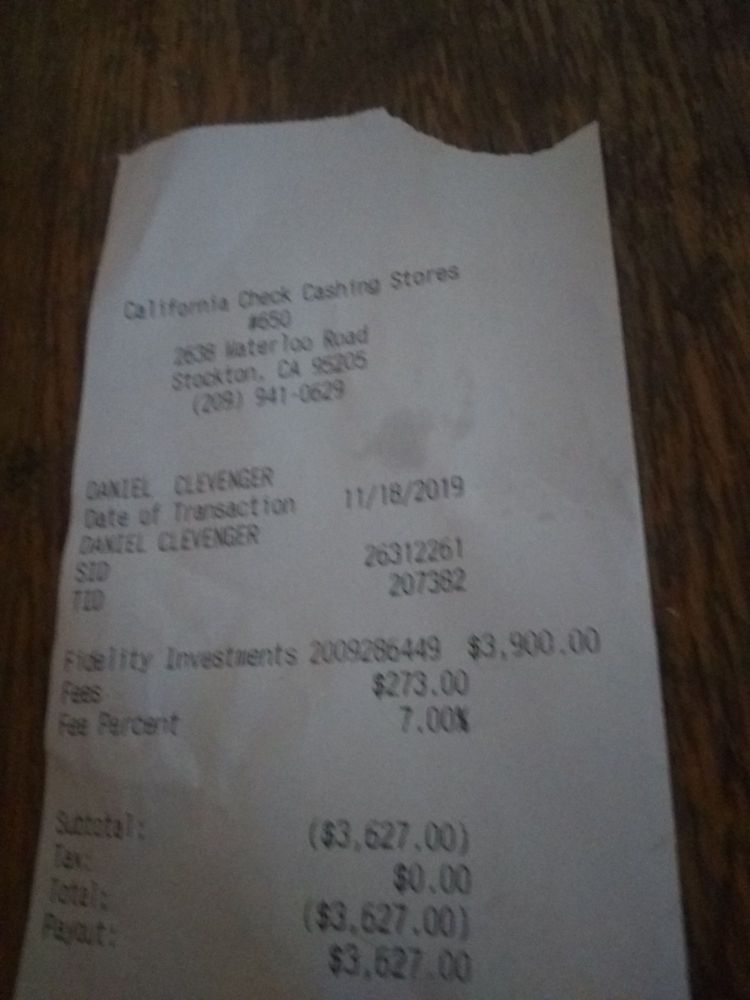 California Check Cashing Stores
#650
2638 Waterloo Road
Stockton, CA 95205
(209) 941-0629
DANIEL CLEVENGER
Date of Transaction 11/18/2019
DANIEL CLEVENGER
SID 26312261
TID 207382
Fidelity Investments 2009286449 $3,900.00
Fees $273.00
Fee Percent 7.00%
Subtotal: ($3,627.00)
Tax: $0.00
Total: ($3,627.00)
Payout: $3,627.00